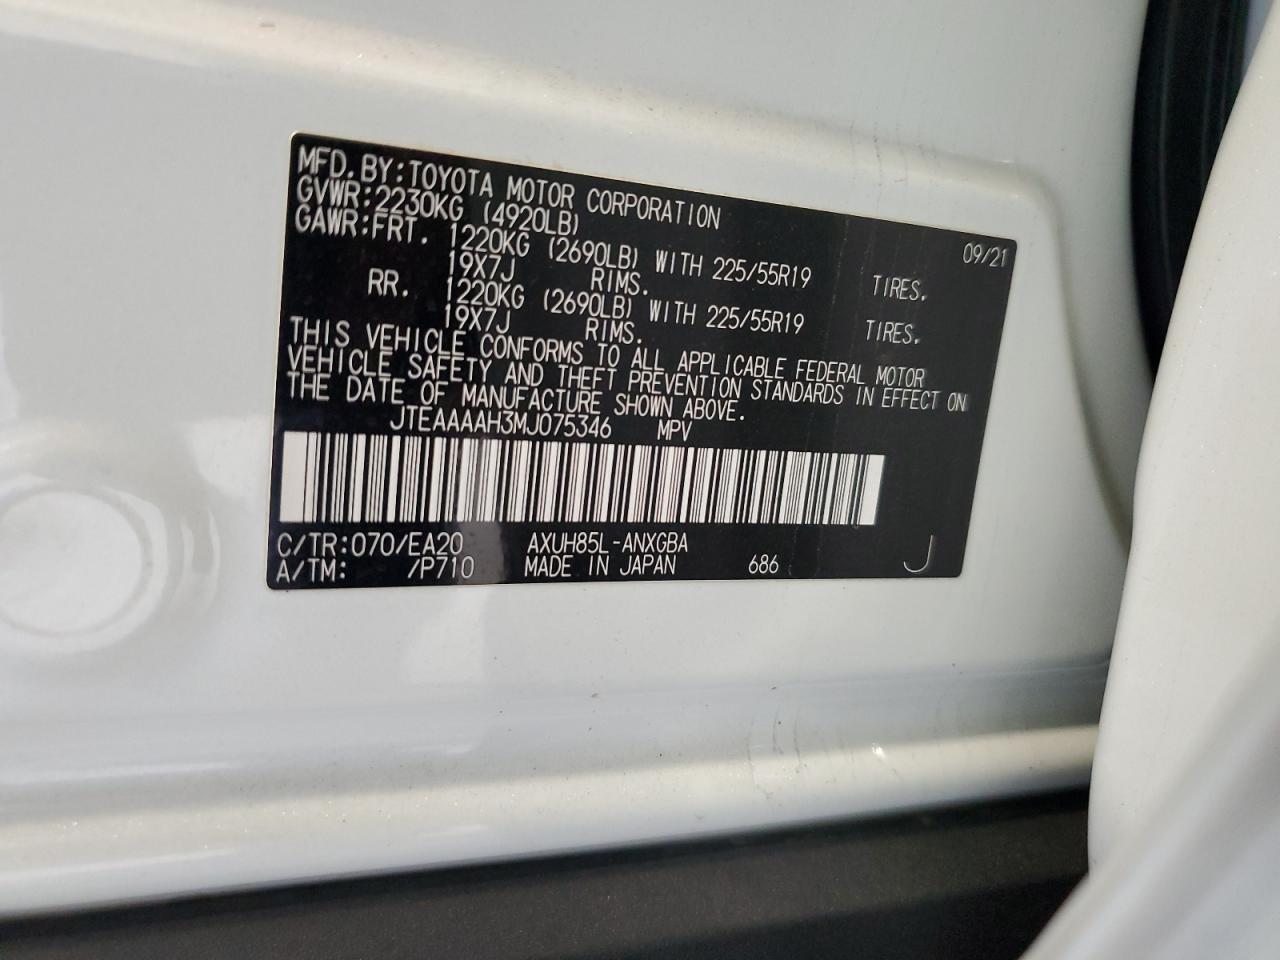 MFD. BY: TOYOTA MOTOR CORPORATION 09/21
GVWR: 2230KG (4920LB)
GAWR: FRT. 1220KG (2690LB) WITH 225/55R19 TIRES.
19X7J RIMS.
RR. 1220KG (2690LB) WITH 225/55R19 TIRES.
19X7J RIMS.
THIS VEHICLE CONFORMS TO ALL APPLICABLE FEDERAL MOTOR
VEHICLE SAFETY AND THEFT PREVENTION STANDARDS IN EFFECT ON
THE DATE OF MANUFACTURE SHOWN ABOVE.
JTEAAAAH3MJ075346 MPV
C/TR: 070/EA20 AXUH85L-ANXGBA
A/TM: /P710 MADE IN JAPAN 686 J